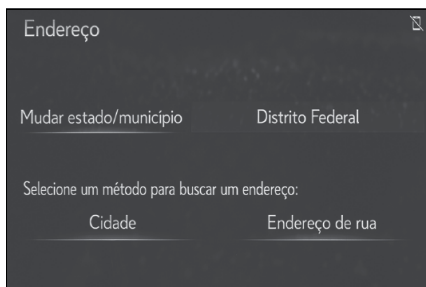 Endereço
Mudar estado/município Distrito Federal
Selecione um método para buscar um endereço:
Cidade Endereço de rua